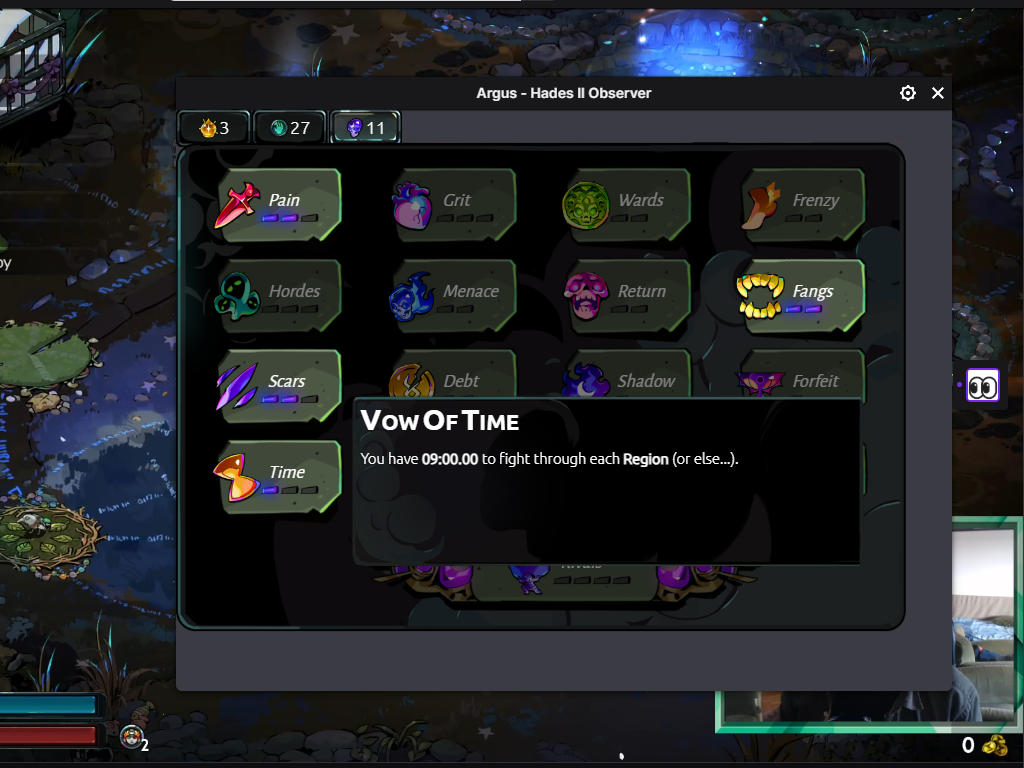 Argus - Hades II Observer
3
27
11
Pain
Grit
Wards
Frenzy
Hordes
Menace
Return
Fangs
Scars
Debt
Shadow
Forfeit
Time
Vow Of Time
You have 09:00.00 to fight through each Region (or else...).
2
0